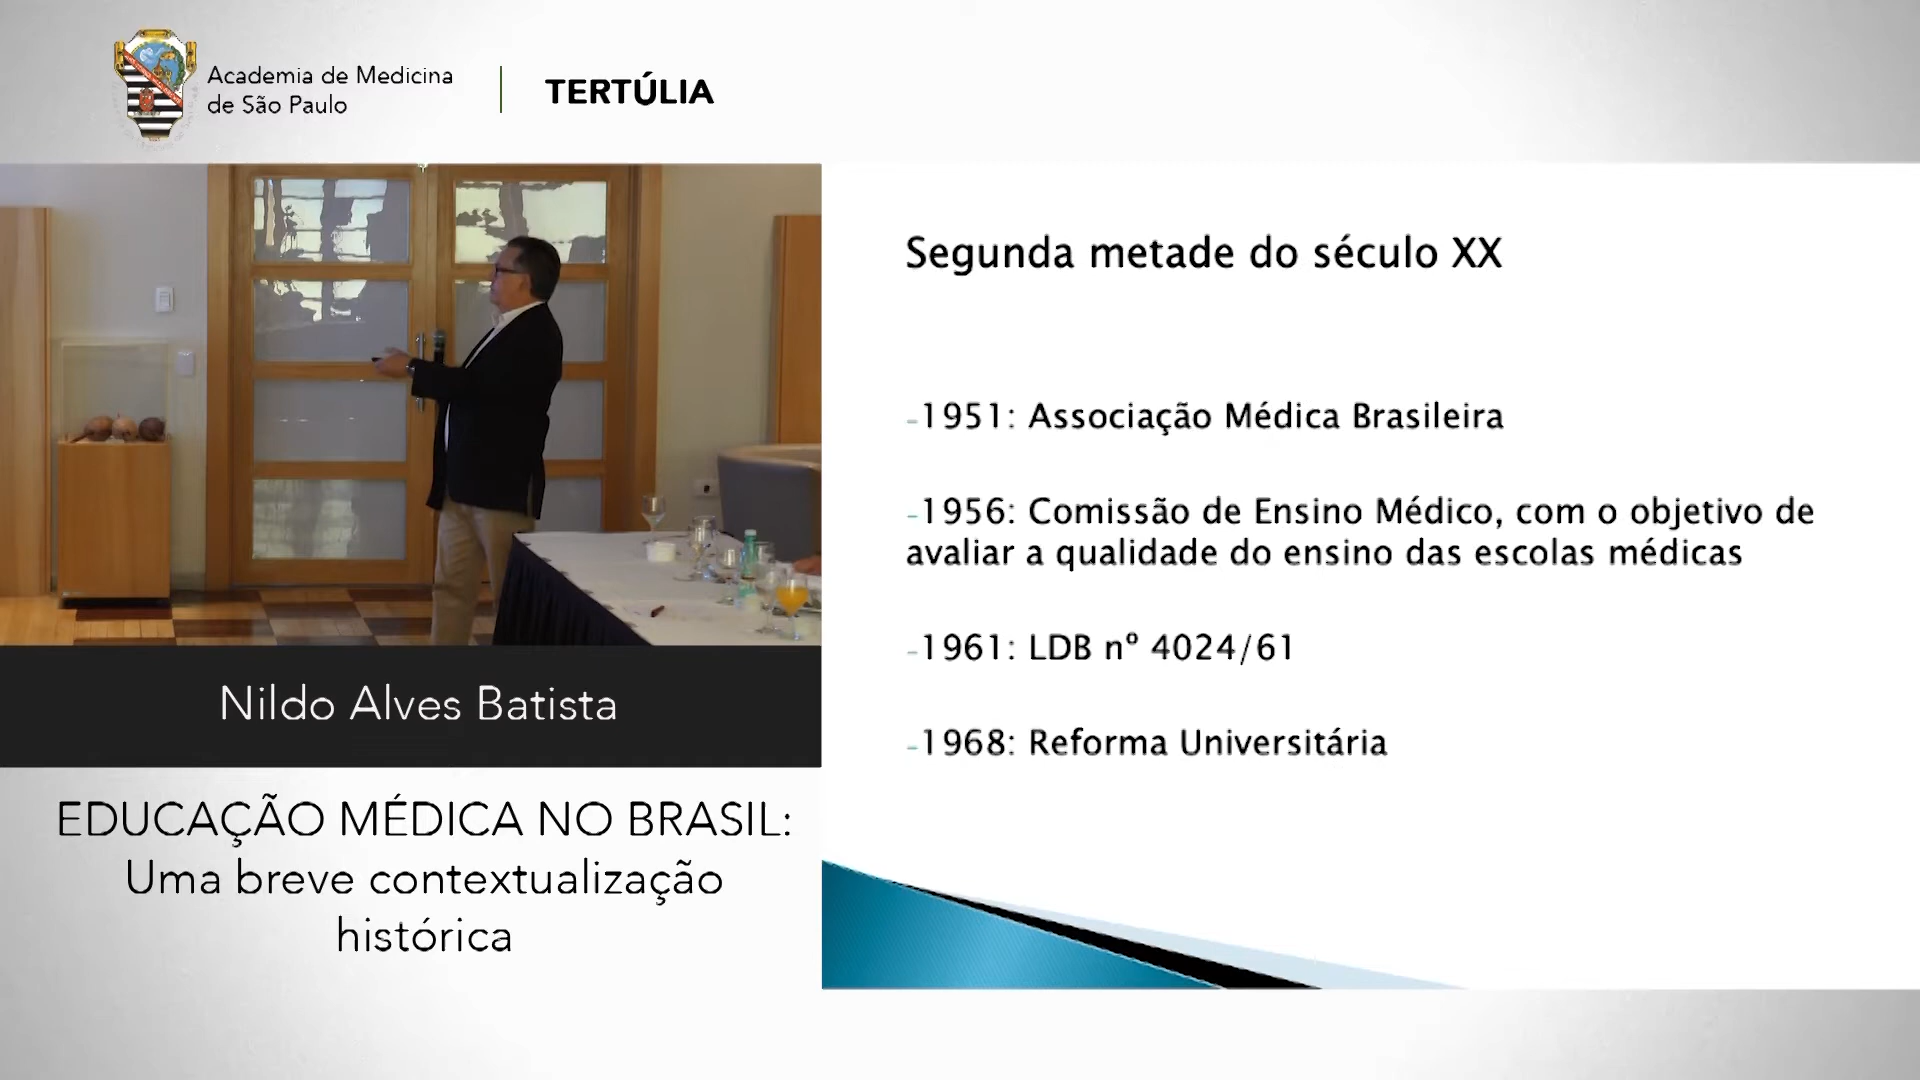 Academia de Medicina
de São Paulo
TERTÚLIA
Segunda metade do século XX
-1951: Associação Médica Brasileira
-1956: Comissão de Ensino Médico, com o objetivo de
avaliar a qualidade do ensino das escolas médicas
-1961: LDB nº 4024/61
-1968: Reforma Universitária
Nildo Alves Batista
EDUCAÇÃO MÉDICA NO BRASIL:
Uma breve contextualização
histórica